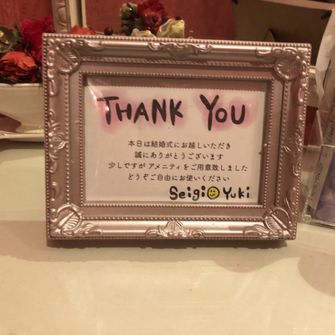 THANK YOU
本日は結婚式にお越しいただき
誠にありがとうございます
少しですが アメニティをご用意致しました
どうぞご自由にお使いください
Seigi Yuki